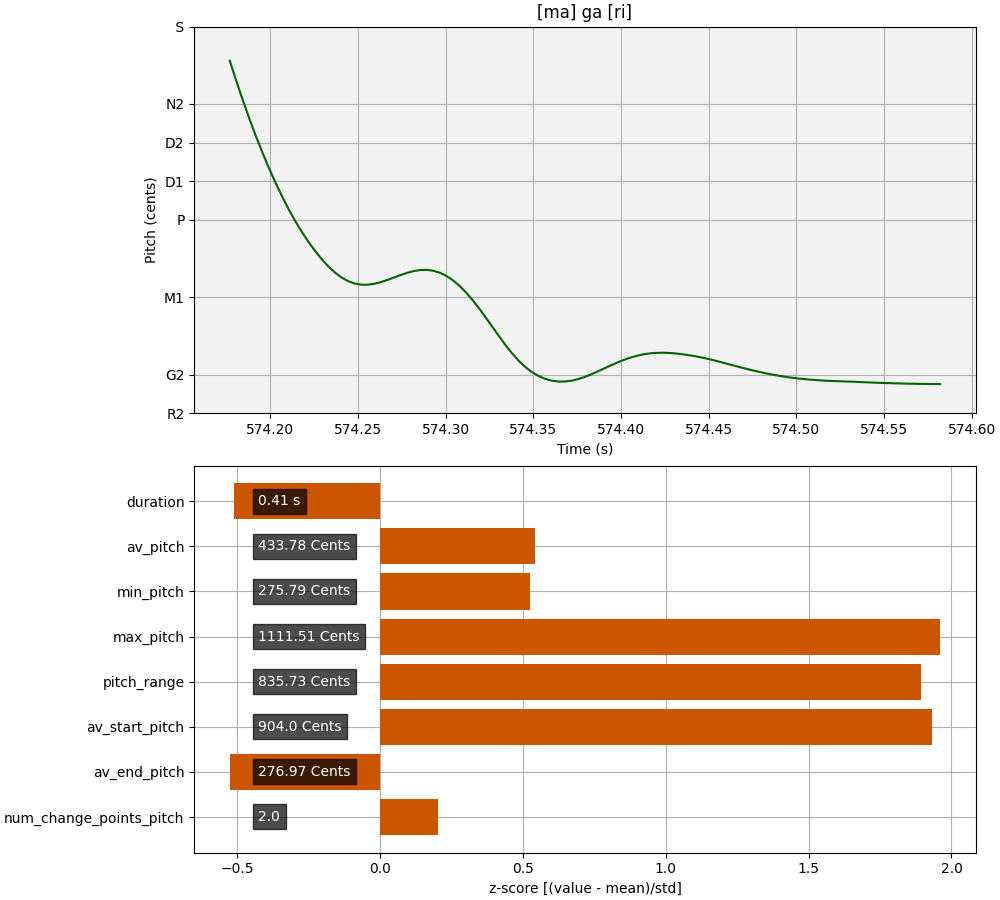 [ma] ga [ri]
S
N2
D2
D1
P
M1
G2
R2
Pitch (cents)
574.20 574.25 574.30 574.35 574.40 574.45 574.50 574.55 574.60
Time (s)
duration 0.41 s
av_pitch 433.78 Cents
min_pitch 275.79 Cents
max_pitch 1111.51 Cents
pitch_range 835.73 Cents
av_start_pitch 904.0 Cents
av_end_pitch 276.97 Cents
num_change_points_pitch 2.0
−0.5 0.0 0.5 1.0 1.5 2.0
z-score [(value - mean)/std]